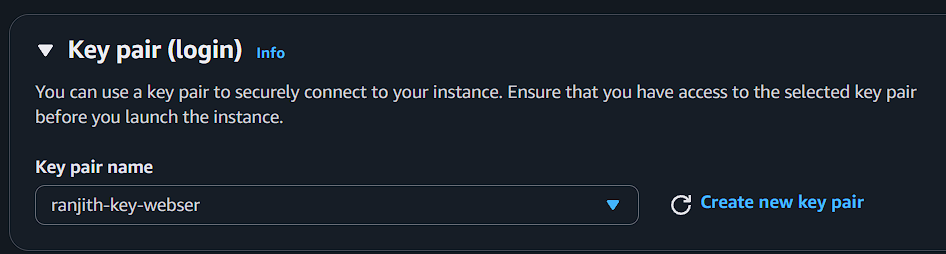 Key pair (login) Info
You can use a key pair to securely connect to your instance. Ensure that you have access to the selected key pair
before you launch the instance.
Key pair name
ranjith-key-webser
Create new key pair